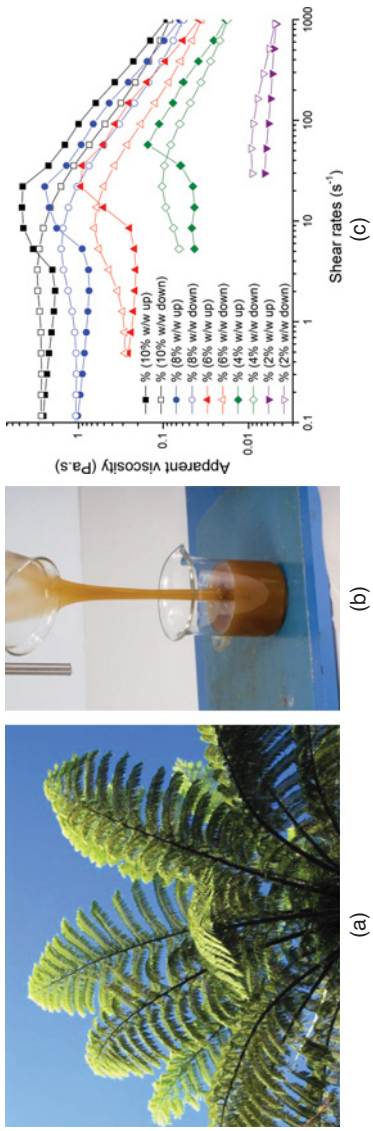 (a)
(b)
Apparent viscosity (Pa.s)
1
0.1
0.01
% (10% w/w up)
% (10% w/w down)
% (8% w/w up)
% (8% w/w down)
% (6% w/w up)
% (6% w/w down)
% (4% w/w up)
% (4% w/w down)
% (2% w/w up)
% (2% w/w down)
0.1
1
10
100
1000
Shear rates (s⁻¹)
(c)